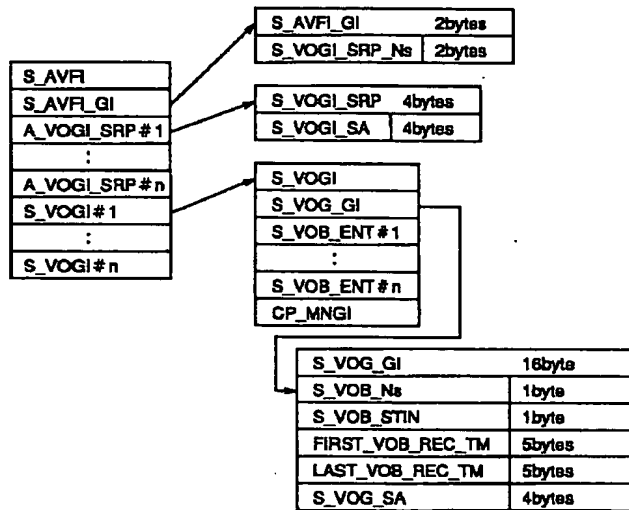 S_AVFI_GI 2bytes
S_VOGI_SRP_Ns 2bytes
S_AVFI
S_AVFI_GI
A_VOGI_SRP#1
:
A_VOGI_SRP#n
S_VOGI#1
:
S_VOGI#n
S_VOGI_SRP 4bytes
S_VOGI_SA 4bytes
S_VOGI
S_VOG_GI
S_VOB_ENT#1
:
S_VOB_ENT#n
CP_MNGI
S_VOG_GI 16byte
S_VOB_Ns 1byte
S_VOB_STIN 1byte
FIRST_VOB_REC_TM 5bytes
LAST_VOB_REC_TM 5bytes
S_VOG_SA 4bytes